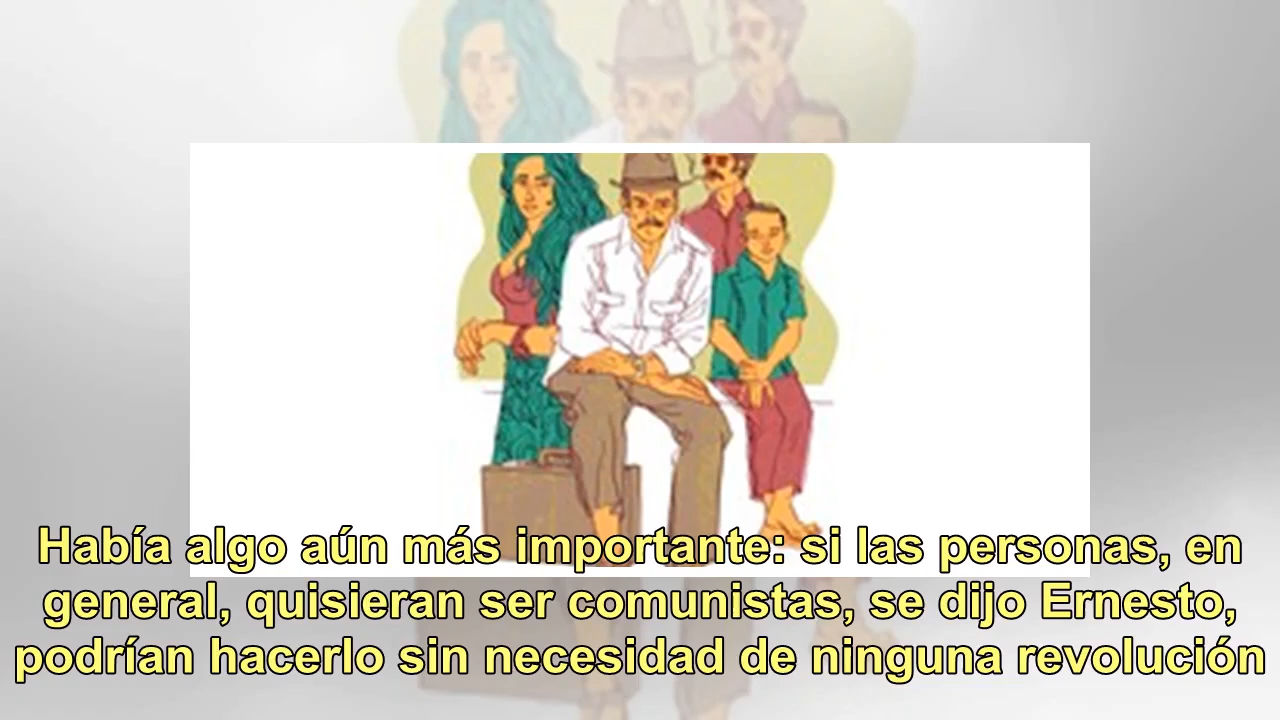 Había algo aún más importante: si las personas, en
general, quisieran ser comunistas, se dijo Ernesto,
podrían hacerlo sin necesidad de ninguna revolución